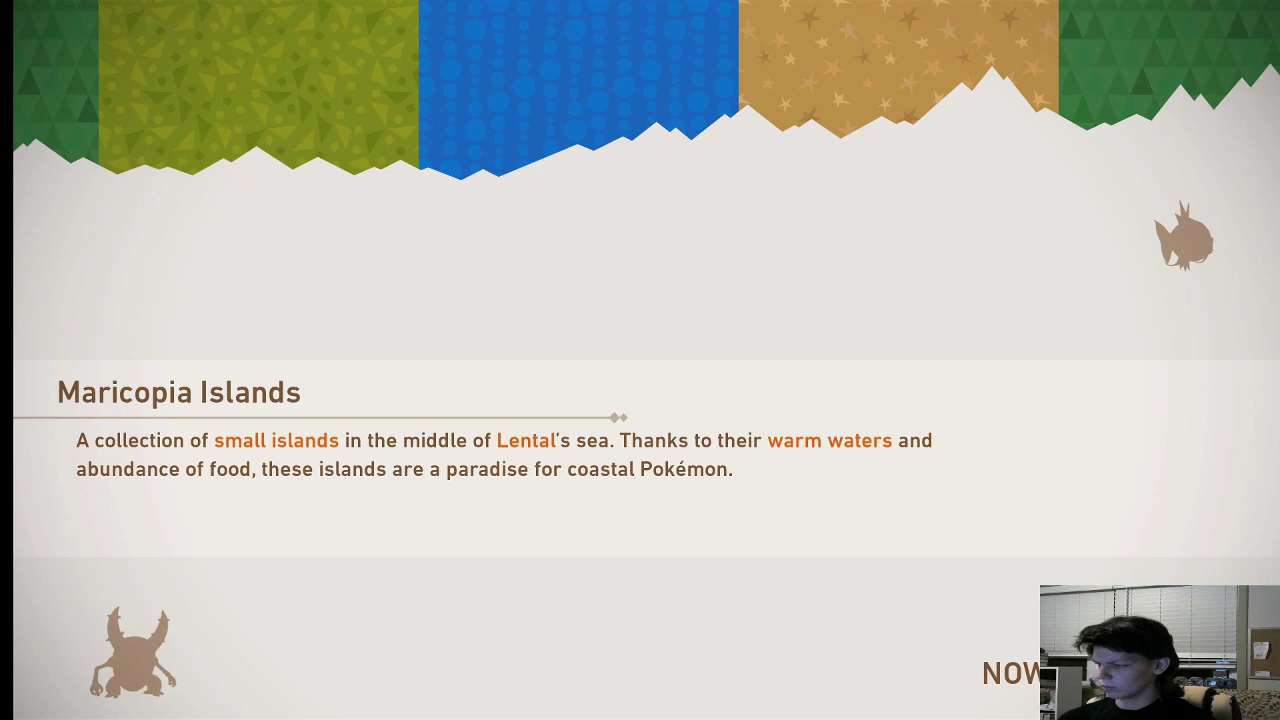 Maricopia Islands
A collection of small islands in the middle of Lental's sea. Thanks to their warm waters and
abundance of food, these islands are a paradise for coastal Pokémon.
NOW